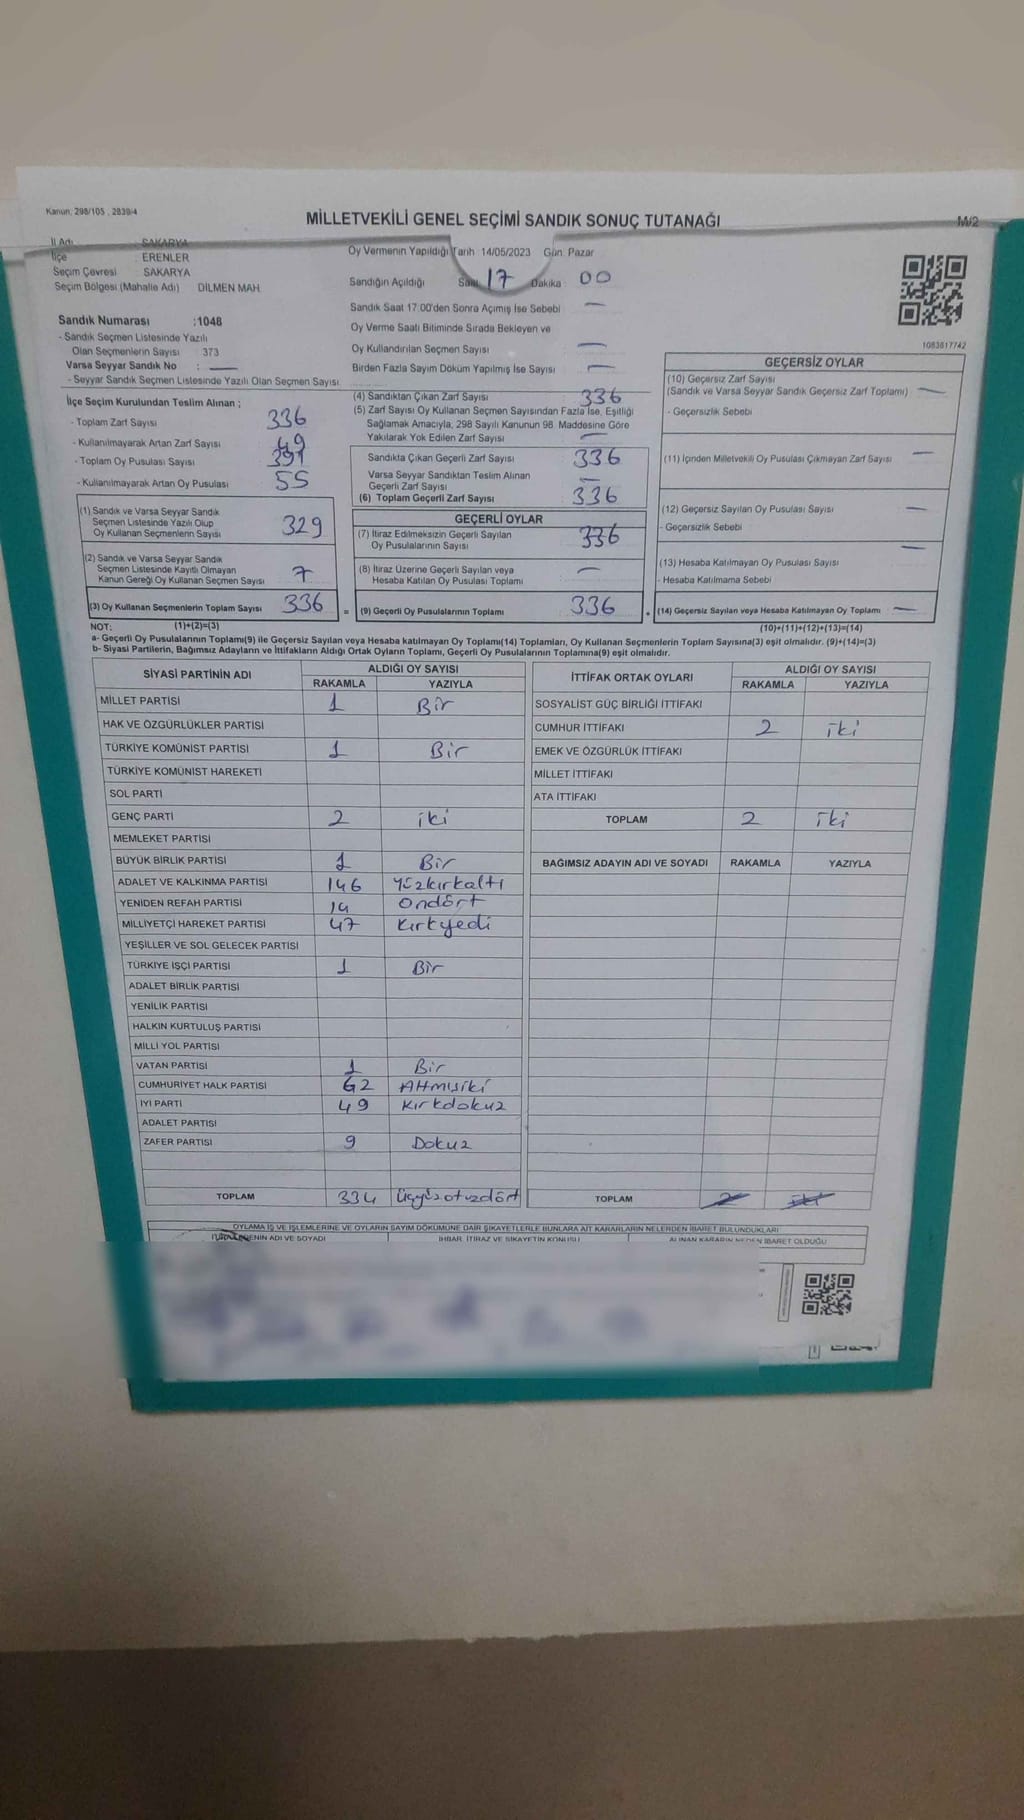 Kanun; 298/105 , 2839/4
MİLLETVEKİLİ GENEL SEÇİMİ SANDIK SONUÇ TUTANAĞI
M/2
İl Adı : SAKARYA
İlçe : ERENLER
Seçim Çevresi : SAKARYA
Seçim Bölgesi (Mahalle Adı) : DİLMEN MAH.
Sandık Numarası :1048
- Sandık Seçmen Listesinde Yazılı
Olan Seçmenlerin Sayısı : 373
Varsa Seyyar Sandık No : —
- Seyyar Sandık Seçmen Listesinde Yazılı Olan Seçmen Sayısı
İlçe Seçim Kurulundan Teslim Alınan ;
- Toplam Zarf Sayısı : 336
- Kullanılmayarak Artan Zarf Sayısı : 49
- Toplam Oy Pusulası Sayısı : 391
- Kullanılmayarak Artan Oy Pusulası : 55
(1) Sandık ve Varsa Seyyar Sandık
Seçmen Listesinde Yazılı Olup
Oy Kullanan Seçmenlerin Sayısı : 329
(2) Sandık ve Varsa Seyyar Sandık
Seçmen Listesinde Kayıtlı Olmayan
Kanun Gereği Oy Kullanan Seçmen Sayısı : 7
(3) Oy Kullanan Seçmenlerin Toplam Sayısı : 336
Oy Vermenin Yapıldığı Tarih 14/05/2023 Gün: Pazar
Sandığın Açıldığı Saat 17 Dakika : 00
Sandık Saat 17:00'den Sonra Açımış İse Sebebi : —
Oy Verme Saati Bitiminde Sırada Bekleyen ve
Oy Kullandırılan Seçmen Sayısı : —
Birden Fazla Sayım Döküm Yapılmış İse Sayısı : —
(4) Sandıktan Çıkan Zarf Sayısı : 336
(5) Zarf Sayısı Oy Kullanan Seçmen Sayısından Fazla İse, Eşitliği
Sağlamak Amacıyla, 298 Sayılı Kanunun 98. Maddesine Göre
Yakılarak Yok Edilen Zarf Sayısı : —
Sandıkta Çıkan Geçerli Zarf Sayısı : 336
Varsa Seyyar Sandıktan Teslim Alınan
Geçerli Zarf Sayısı : —
(6) Toplam Geçerli Zarf Sayısı : 336
GEÇERLİ OYLAR
(7) İtiraz Edilmeksizin Geçerli Sayılan
Oy Pusulalarının Sayısı : 336
(8) İtiraz Üzerine Geçerli Sayılan veya
Hesaba Katılan Oy Pusulası Toplamı : —
= (9) Geçerli Oy Pusulalarının Toplamı : 336
1083817742
GEÇERSİZ OYLAR
(10) Geçersiz Zarf Sayısı
(Sandık ve Varsa Seyyar Sandık Geçersiz Zarf Toplamı) : —
- Geçersizlik Sebebi
(11) İçinden Milletvekili Oy Pusulası Çıkmayan Zarf Sayısı : —
(12) Geçersiz Sayılan Oy Pusulası Sayısı : —
- Geçersizlik Sebebi
(13) Hesaba Katılmayan Oy Pusulası Sayısı : —
- Hesaba Katılmama Sebebi
+ (14) Geçersiz Sayılan veya Hesaba Katılmayan Oy Toplamı : —
NOT: (1)+(2)=(3) (10)+(11)+(12)+(13)=(14)
a- Geçerli Oy Pusulalarının Toplamı(9) ile Geçersiz Sayılan veya Hesaba katılmayan Oy Toplamı(14) Toplamları, Oy Kullanan Seçmenlerin Toplam Sayısına(3) eşit olmalıdır. (9)+(14)=(3)
b- Siyasi Partilerin, Bağımsız Adayların ve İttifakların Aldığı Ortak Oyların Toplamı, Geçerli Oy Pusulalarının Toplamına(9) eşit olmalıdır.
SİYASİ PARTİNİN ADI ALDIĞI OY SAYISI
RAKAMLA YAZIYLA
MİLLET PARTİSİ 1 Bir
HAK VE ÖZGÜRLÜKLER PARTİSİ
TÜRKİYE KOMÜNİST PARTİSİ 1 Bir
TÜRKİYE KOMÜNİST HAREKETİ
SOL PARTİ
GENÇ PARTİ 2 iki
MEMLEKET PARTİSİ
BÜYÜK BİRLİK PARTİSİ 1 Bir
ADALET VE KALKINMA PARTİSİ 146 Yüzkırkaltı
YENİDEN REFAH PARTİSİ 14 Ondört
MİLLİYETÇİ HAREKET PARTİSİ 47 Kırkyedi
YEŞİLLER VE SOL GELECEK PARTİSİ
TÜRKİYE İŞÇİ PARTİSİ 1 Bir
ADALET BİRLİK PARTİSİ
YENİLİK PARTİSİ
HALKIN KURTULUŞ PARTİSİ
MİLLİ YOL PARTİSİ
VATAN PARTİSİ 1 Bir
CUMHURİYET HALK PARTİSİ 62 Altmışiki
İYİ PARTİ 49 Kırkdokuz
ADALET PARTİSİ
ZAFER PARTİSİ 9 Dokuz
TOPLAM 334 Üçyüzotuzdört
İTTİFAK ORTAK OYLARI ALDIĞI OY SAYISI
RAKAMLA YAZIYLA
SOSYALİST GÜÇ BİRLİĞİ İTTİFAKI
CUMHUR İTTİFAKI 2 iki
EMEK VE ÖZGÜRLÜK İTTİFAKI
MİLLET İTTİFAKI
ATA İTTİFAKI
TOPLAM 2 iki
BAĞIMSIZ ADAYIN ADI VE SOYADI RAKAMLA YAZIYLA
TOPLAM 2 iki
OYLAMA İŞ VE İŞLEMLERİNE VE OYLARIN SAYIM DÖKÜMÜNE DAİR ŞİKAYETLERLE BUNLARA AİT KARARLARIN NELERDEN İBARET BULUNDUKLARI
ADI VE SOYADI İHBAR, İTİRAZ VE ŞİKAYETİN KONUSU ALINAN KARARIN NEDEN İBARET OLDUĞU